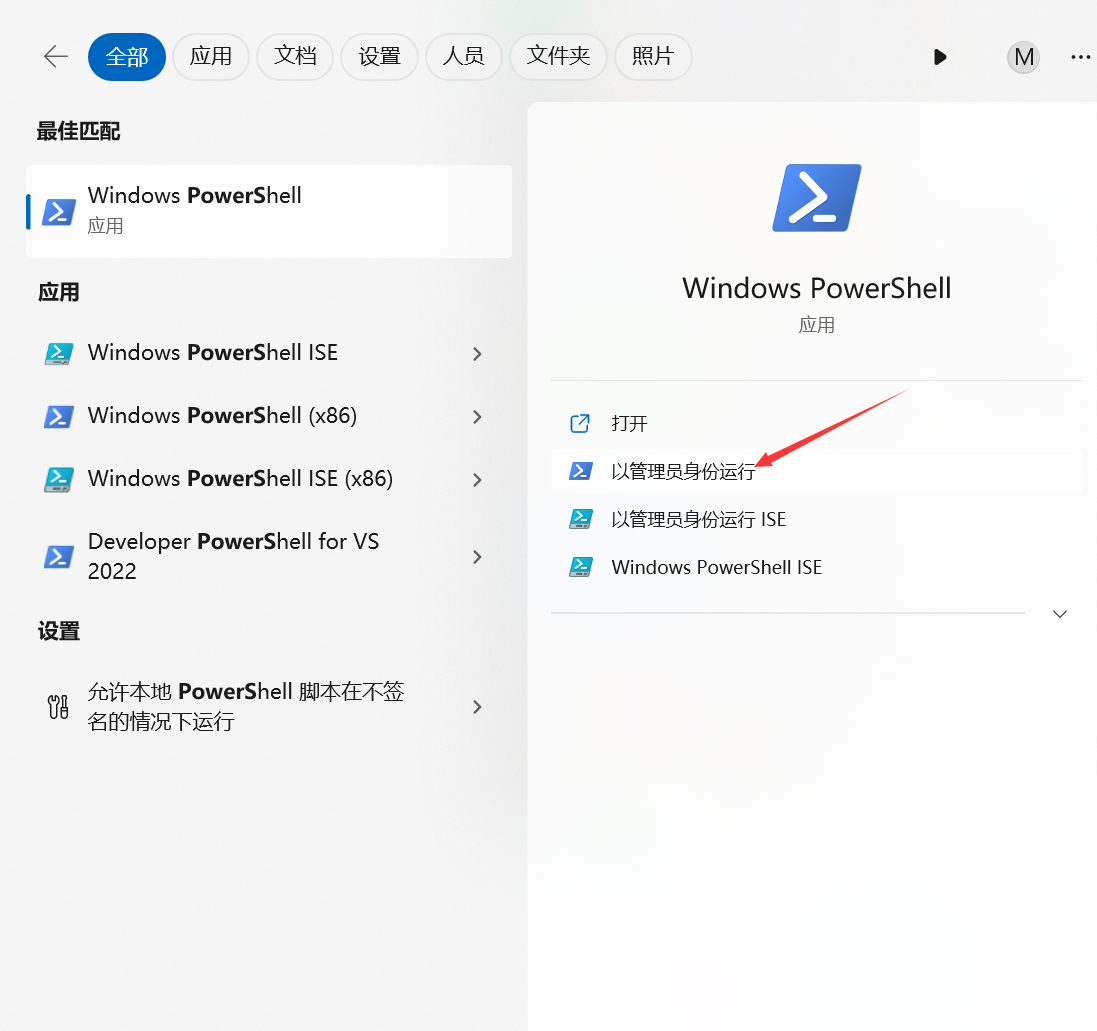 全部 应用 文档 设置 人员 文件夹 照片 M
最佳匹配
Windows PowerShell
应用
应用
Windows PowerShell ISE
Windows PowerShell (x86)
Windows PowerShell ISE (x86)
Developer PowerShell for VS
2022
设置
允许本地 PowerShell 脚本在不签
名的情况下运行
Windows PowerShell
应用
打开
以管理员身份运行
以管理员身份运行 ISE
Windows PowerShell ISE